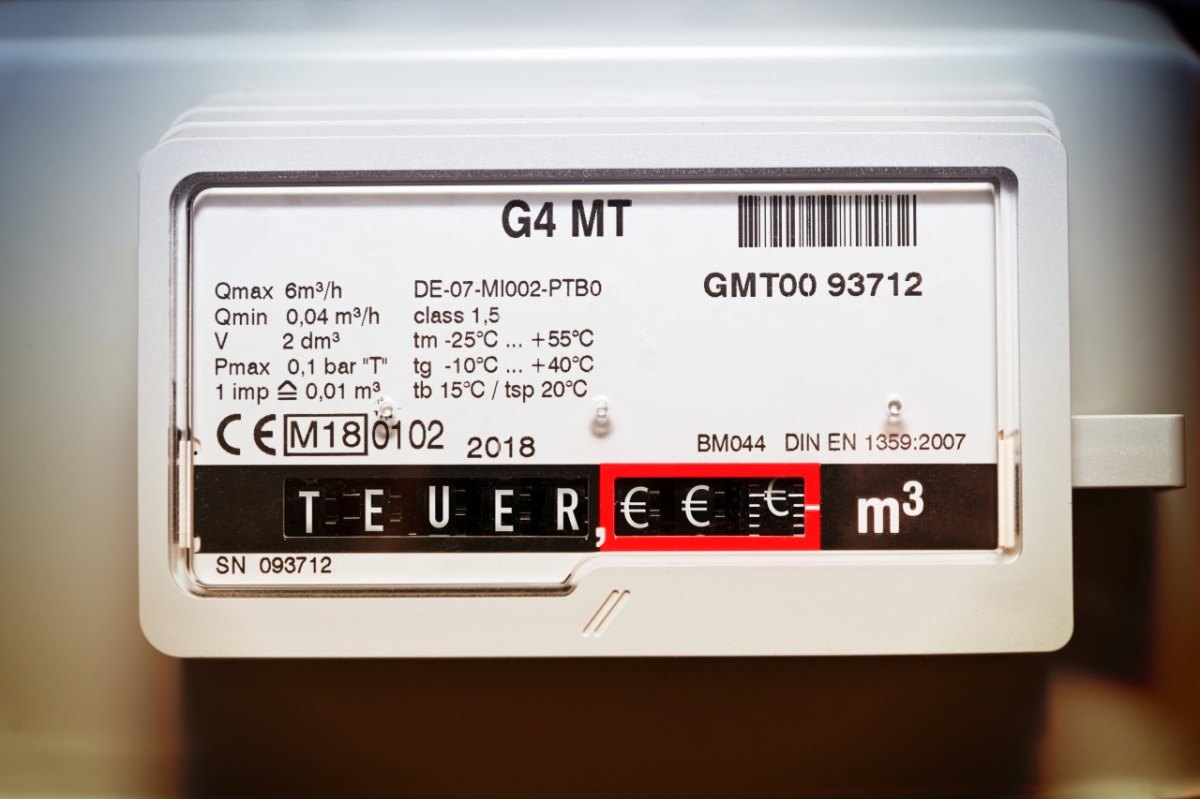 G4 MT
GMT00 93712
Qmax 6m³/h
Qmin 0,04 m³/h
V 2 dm³
Pmax 0,1 bar "T"
1 imp ≙ 0,01 m³
DE-07-MI002-PTB0
class 1,5
tm -25°C ... +55°C
tg -10°C ... +40°C
tb 15°C / tsp 20°C
CE M18 0102 2018
BM044 DIN EN 1359:2007
TEUER,€€€ m³
SN 093712